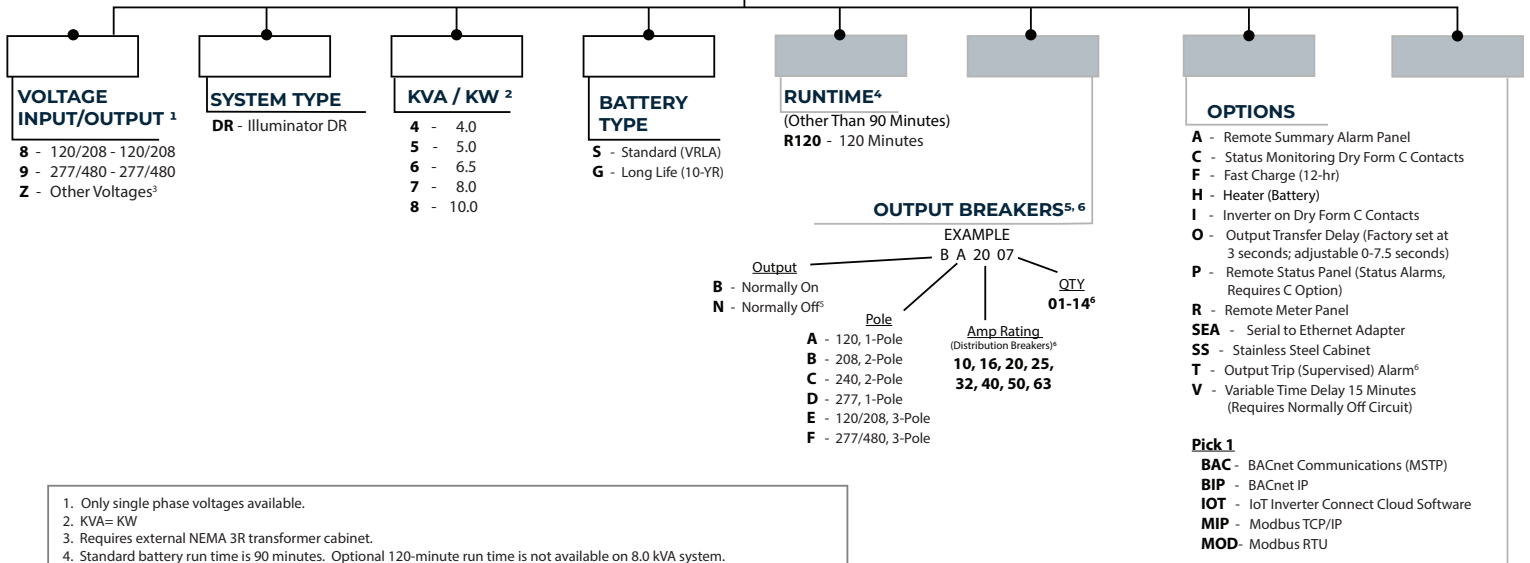 VOLTAGE
INPUT/OUTPUT ¹
8 - 120/208 - 120/208
9 - 277/480 - 277/480
Z - Other Voltages³
SYSTEM TYPE
DR - Illuminator DR
KVA / KW ²
4 - 4.0
5 - 5.0
6 - 6.5
7 - 8.0
8 - 10.0
BATTERY
TYPE
S - Standard (VRLA)
G - Long Life (10-YR)
RUNTIME⁴
(Other Than 90 Minutes)
R120 - 120 Minutes
OUTPUT BREAKERS⁵, ⁶
EXAMPLE
B A 20 07
Output
B - Normally On
N - Normally Off⁵
Pole
A - 120, 1-Pole
B - 208, 2-Pole
C - 240, 2-Pole
D - 277, 1-Pole
E - 120/208, 3-Pole
F - 277/480, 3-Pole
Amp Rating
(Distribution Breakers)⁶
10, 16, 20, 25,
32, 40, 50, 63
QTY
01-14⁶
OPTIONS
A - Remote Summary Alarm Panel
C - Status Monitoring Dry Form C Contacts
F - Fast Charge (12-hr)
H - Heater (Battery)
I - Inverter on Dry Form C Contacts
O - Output Transfer Delay (Factory set at
3 seconds; adjustable 0-7.5 seconds)
P - Remote Status Panel (Status Alarms,
Requires C Option)
R - Remote Meter Panel
SEA - Serial to Ethernet Adapter
SS - Stainless Steel Cabinet
T - Output Trip (Supervised) Alarm⁶
V - Variable Time Delay 15 Minutes
(Requires Normally Off Circuit)
Pick 1
BAC - BACnet Communications (MSTP)
BIP - BACnet IP
IOT - IoT Inverter Connect Cloud Software
MIP - Modbus TCP/IP
MOD- Modbus RTU
1. Only single phase voltages available.
2. KVA= KW
3. Requires external NEMA 3R transformer cabinet.
4. Standard battery run time is 90 minutes. Optional 120-minute run time is not available on 8.0 kVA system.